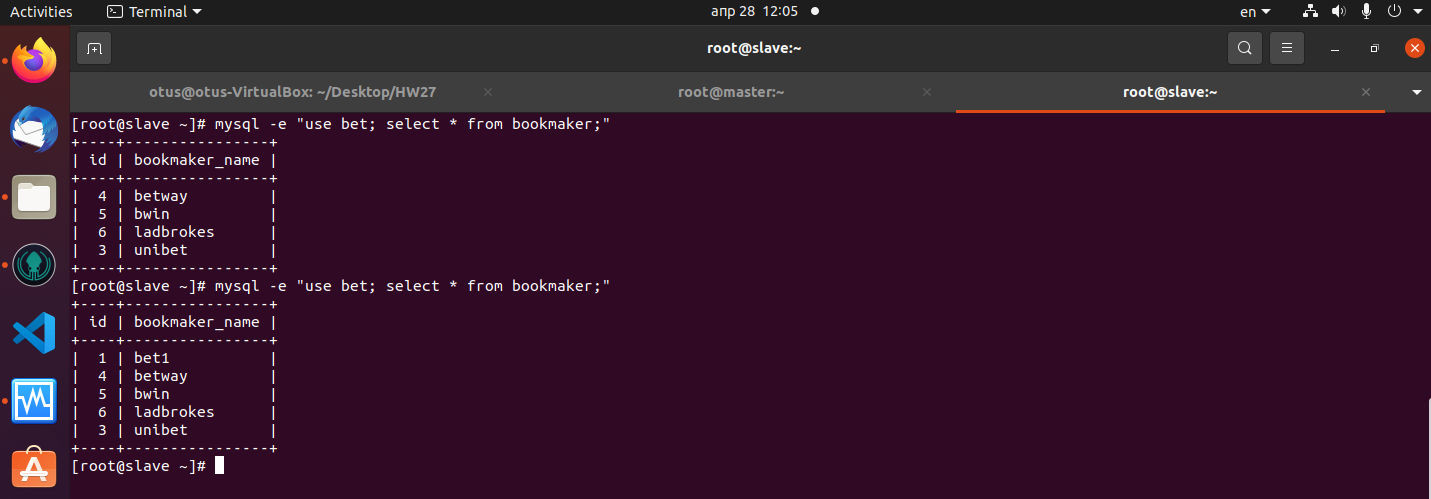 Activities Terminal апр 28 12:05 en
root@slave:~
otus@otus-VirtualBox: ~/Desktop/HW27 root@master:~ root@slave:~
[root@slave ~]# mysql -e "use bet; select * from bookmaker;"
+----+----------------+
| id | bookmaker_name |
+----+----------------+
|  4 | betway         |
|  5 | bwin           |
|  6 | ladbrokes      |
|  3 | unibet         |
+----+----------------+
[root@slave ~]# mysql -e "use bet; select * from bookmaker;"
+----+----------------+
| id | bookmaker_name |
+----+----------------+
|  1 | bet1           |
|  4 | betway         |
|  5 | bwin           |
|  6 | ladbrokes      |
|  3 | unibet         |
+----+----------------+
[root@slave ~]#